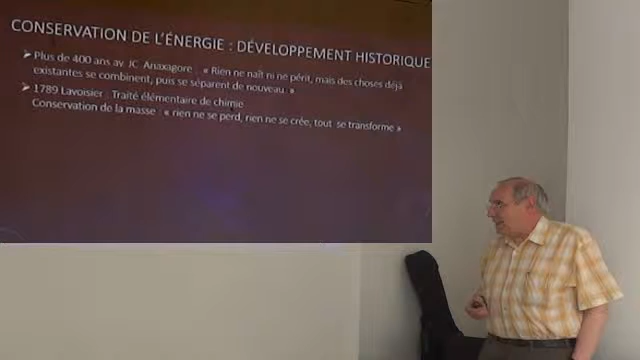 CONSERVATION DE L'ÉNERGIE : DÉVELOPPEMENT HISTORIQUE
➢ Plus de 400 ans av JC Anaxagore : « Rien ne naît ni ne périt, mais des choses déjà
existantes se combinent, puis se séparent de nouveau. »
➢ 1789 Lavoisier : Traité élémentaire de chimie
Conservation de la masse : « rien ne se perd, rien ne se crée, tout se transforme »